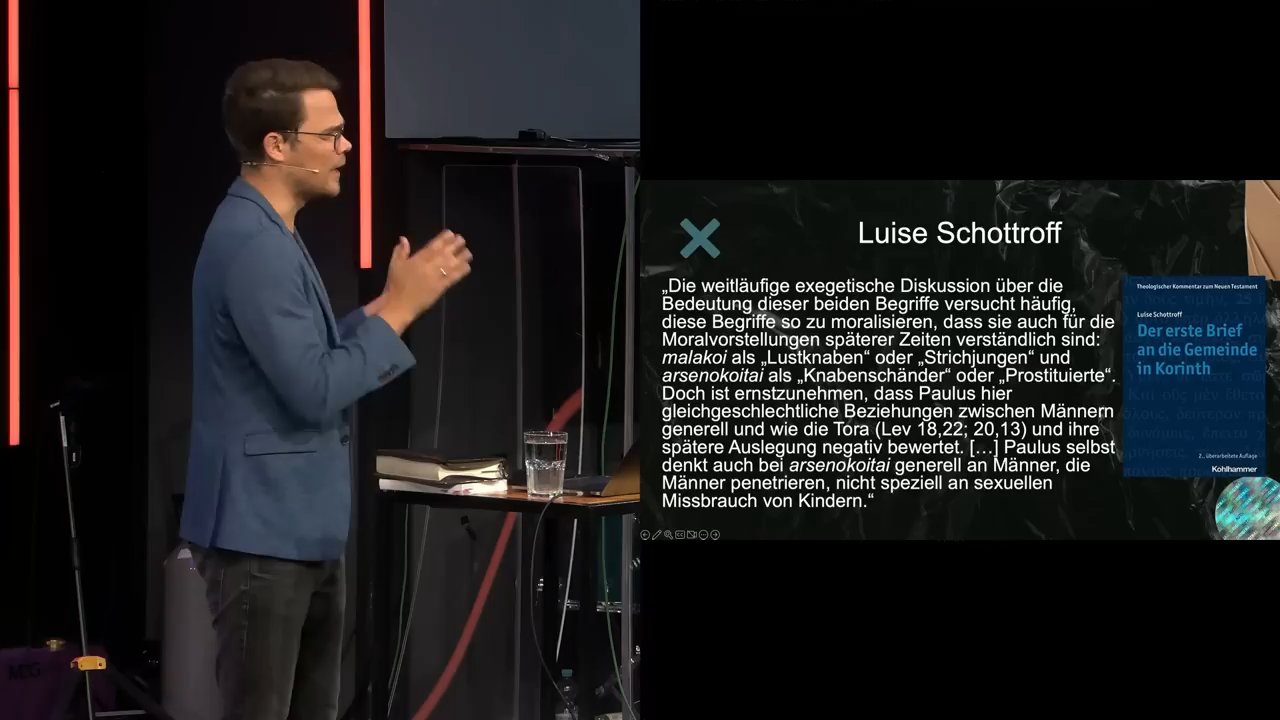 Luise Schottroff
„Die weitläufige exegetische Diskussion über die
Bedeutung dieser beiden Begriffe versucht häufig,
diese Begriffe so zu moralisieren, dass sie auch für die
Moralvorstellungen späterer Zeiten verständlich sind:
malakoi als „Lustknaben“ oder „Strichjungen“ und
arsenokoitai als „Knabenschänder“ oder „Prostituierte“.
Doch ist ernstzunehmen, dass Paulus hier
gleichgeschlechtliche Beziehungen zwischen Männern
generell und wie die Tora (Lev 18,22; 20,13) und ihre
spätere Auslegung negativ bewertet. […] Paulus selbst
denkt auch bei arsenokoitai generell an Männer, die
Männer penetrieren, nicht speziell an sexuellen
Missbrauch von Kindern.“
Theologischer Kommentar zum Neuen Testament
Luise Schottroff
Der erste Brief
an die Gemeinde
in Korinth
2., überarbeitete Auflage
Kohlhammer